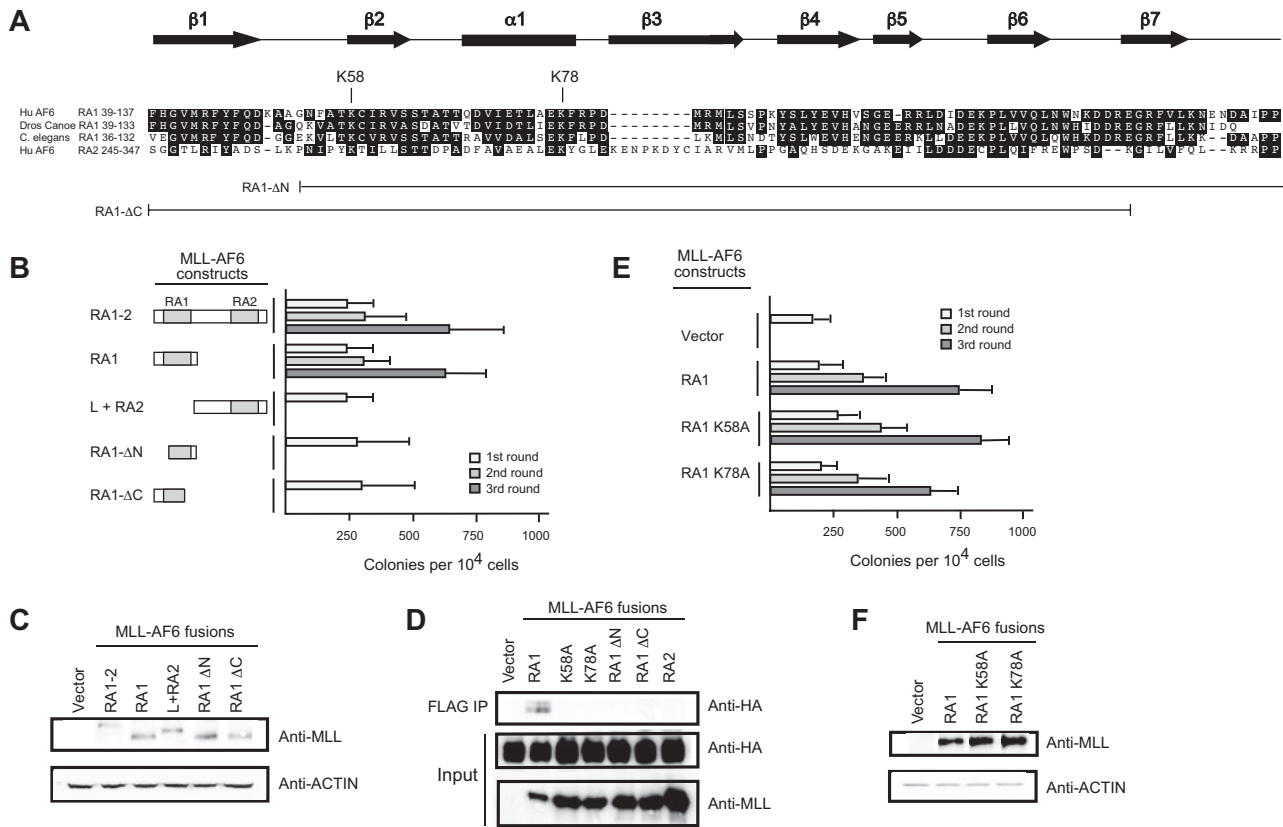 A
β1 β2 α1 β3 β4 β5 β6 β7
K58 K78
Hu AF6 RA1 39-137
Dros Canoe RA1 39-133
C. elegans RA1 36-132
Hu AF6 RA2 245-347
RA1-ΔN
RA1-ΔC
B
MLL-AF6
constructs
RA1 RA2
RA1-2
RA1
L + RA2
RA1-ΔN
RA1-ΔC
1st round
2nd round
3rd round
250 500 750 1000
Colonies per 10⁴ cells
E
MLL-AF6
constructs
Vector
RA1
RA1 K58A
RA1 K78A
1st round
2nd round
3rd round
250 500 750 1000
Colonies per 10⁴ cells
C
MLL-AF6 fusions
Vector RA1-2 RA1 L+RA2 RA1 ΔN RA1 ΔC
Anti-MLL
Anti-ACTIN
D
MLL-AF6 fusions
Vector RA1 K58A K78A RA1 ΔN RA1 ΔC RA2
FLAG IP Anti-HA
Input
Anti-HA
Anti-MLL
F
MLL-AF6 fusions
Vector RA1 RA1 K58A RA1 K78A
Anti-MLL
Anti-ACTIN